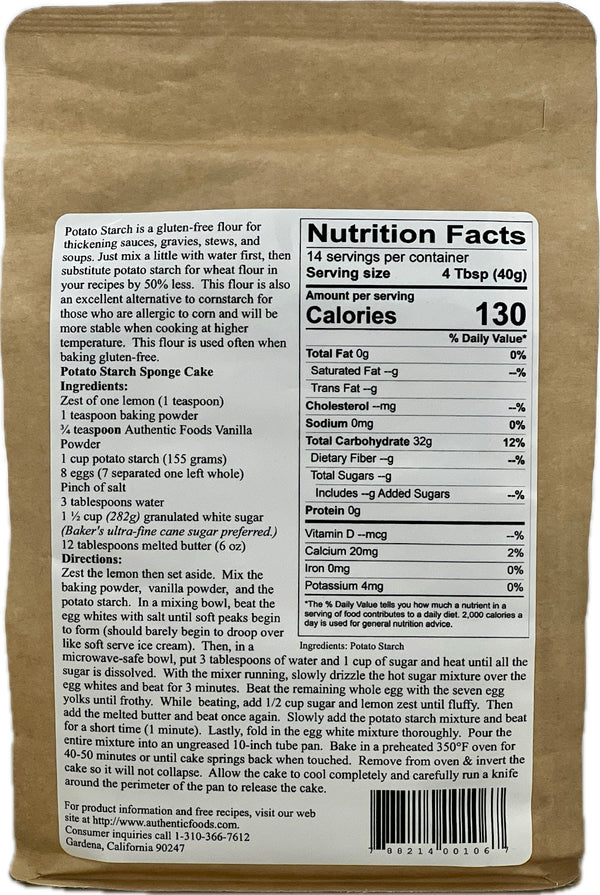 Potato Starch is a gluten-free flour for
thickening sauces, gravies, stews, and
soups. Just mix a little with water first, then
substitute potato starch for wheat flour in
your recipes by 50% less. This flour is also
an excellent alternative to cornstarch for
those who are allergic to corn and will be
more stable when cooking at higher
temperature. This flour is used often when
baking gluten-free.
Potato Starch Sponge Cake
Ingredients:
Zest of one lemon (1 teaspoon)
1 teaspoon baking powder
¾ teaspoon Authentic Foods Vanilla
Powder
1 cup potato starch (155 grams)
8 eggs (7 separated one left whole)
Pinch of salt
3 tablespoons water
1 ½ cup (282g) granulated white sugar
(Baker's ultra-fine cane sugar preferred.)
12 tablespoons melted butter (6 oz)
Directions:
Zest the lemon then set aside. Mix the
baking powder, vanilla powder, and the
potato starch. In a mixing bowl, beat the
egg whites with salt until soft peaks begin
to form (should barely begin to droop over
like soft serve ice cream). Then, in a
microwave-safe bowl, put 3 tablespoons of water and 1 cup of sugar and heat until all the
sugar is dissolved. With the mixer running, slowly drizzle the hot sugar mixture over the
egg whites and beat for 3 minutes. Beat the remaining whole egg with the seven egg
yolks until frothy. While beating, add 1/2 cup sugar and lemon zest until fluffy. Then
add the melted butter and beat once again. Slowly add the potato starch mixture and beat
for a short time (1 minute). Lastly, fold in the egg white mixture thoroughly. Pour the
entire mixture into an ungreased 10-inch tube pan. Bake in a preheated 350°F oven for
40-50 minutes or until cake springs back when touched. Remove from oven & invert the
cake so it will not collapse. Allow the cake to cool completely and carefully run a knife
around the perimeter of the pan to release the cake.
For product information and free recipes, visit our web
site at http://www.authenticfoods.com.
Consumer inquiries call 1-310-366-7612
Gardena, California 90247
Nutrition Facts
14 servings per container
Serving size 4 Tbsp (40g)
Amount per serving
Calories 130
% Daily Value*
Total Fat 0g 0%
Saturated Fat --g --%
Trans Fat --g
Cholesterol --mg --%
Sodium 0mg 0%
Total Carbohydrate 32g 12%
Dietary Fiber --g --%
Total Sugars --g
Includes --g Added Sugars --%
Protein 0g
Vitamin D --mcg --%
Calcium 20mg 2%
Iron 0mg 0%
Potassium 4mg 0%
*The % Daily Value tells you how much a nutrient in a
serving of food contributes to a daily diet. 2,000 calories a
day is used for general nutrition advice.
Ingredients: Potato Starch
7 88214 00106 7